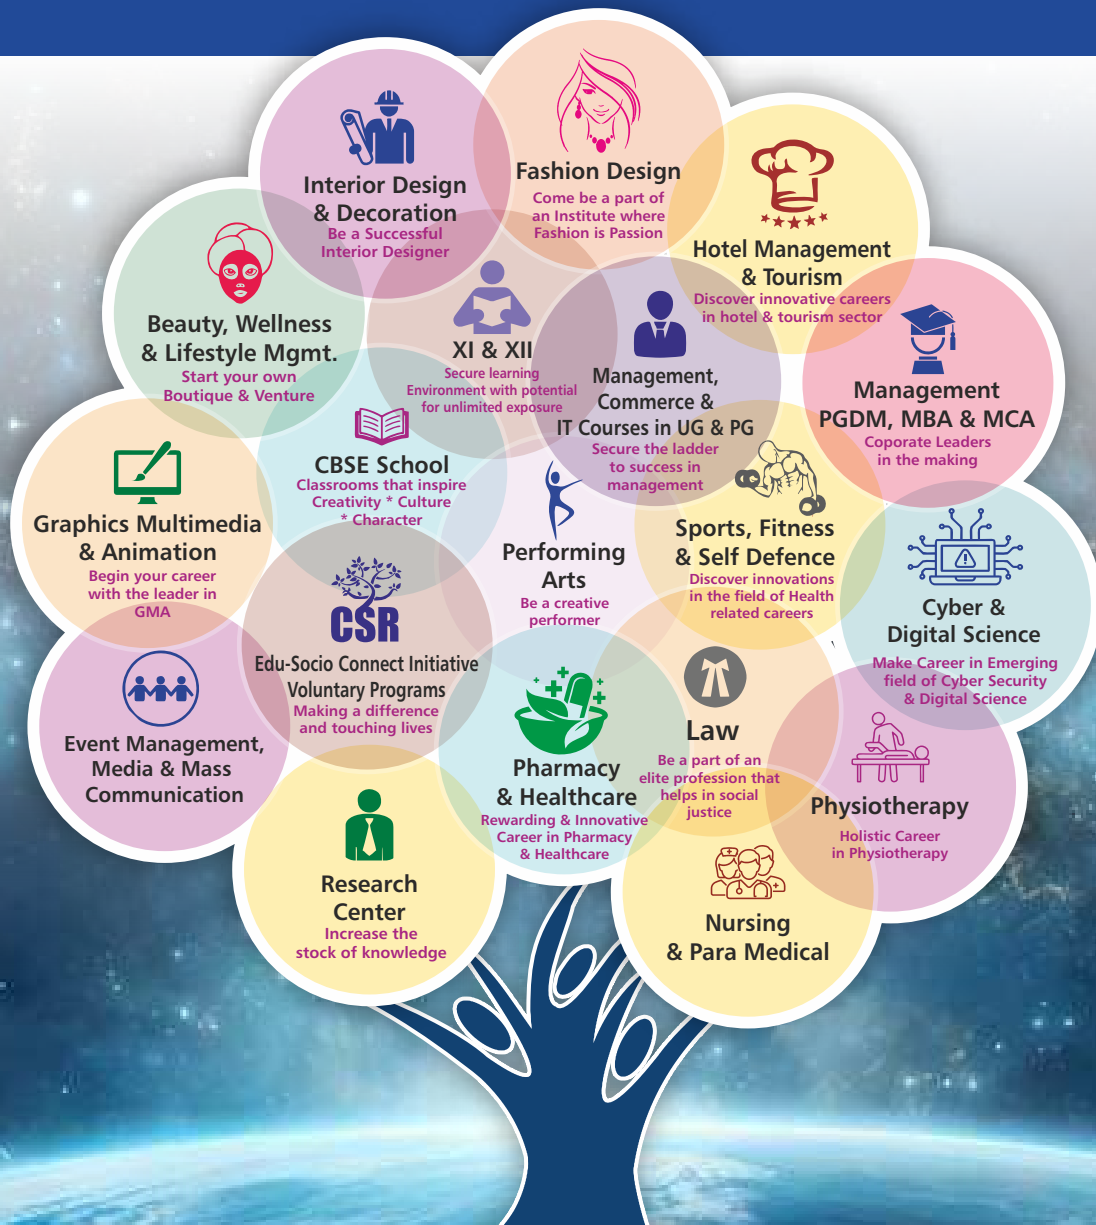 Interior Design
& Decoration
Be a Successful
Interior Designer
Fashion Design
Come be a part of
an Institute where
Fashion is Passion
Hotel Management
& Tourism
Discover innovative careers
in hotel & tourism sector
Beauty, Wellness
& Lifestyle Mgmt.
Start your own
Boutique & Venture
XI & XII
Secure learning
Environment with potential
for unlimited exposure
Management,
Commerce &
IT Courses in UG & PG
Secure the ladder
to success in
management
Management
PGDM, MBA & MCA
Coporate Leaders
in the making
CBSE School
Classrooms that inspire
Creativity * Culture
* Character
Graphics Multimedia
& Animation
Begin your career
with the leader in
GMA
Performing
Arts
Be a creative
performer
Sports, Fitness
& Self Defence
Discover innovations
in the field of Health
related careers
Cyber &
Digital Science
Make Career in Emerging
field of Cyber Security
& Digital Science
CSR
Edu-Socio Connect Initiative
Voluntary Programs
Making a difference
and touching lives
Event Management,
Media & Mass
Communication
Pharmacy
& Healthcare
Rewarding & Innovative
Career in Pharmacy
& Healthcare
Law
Be a part of an
elite profession that
helps in social
justice
Physiotherapy
Holistic Career
in Physiotherapy
Research
Center
Increase the
stock of knowledge
Nursing
& Para Medical